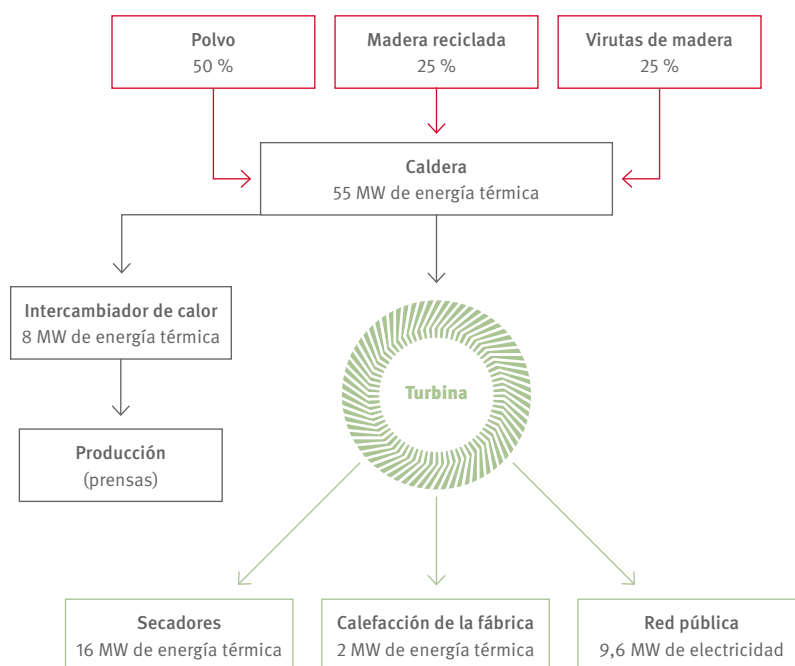 Polvo
50 %
Madera reciclada
25 %
Virutas de madera
25 %
Caldera
55 MW de energía térmica
Intercambiador de calor
8 MW de energía térmica
Turbina
Producción
(prensas)
Secadores
16 MW de energía térmica
Calefacción de la fábrica
2 MW de energía térmica
Red pública
9,6 MW de electricidad